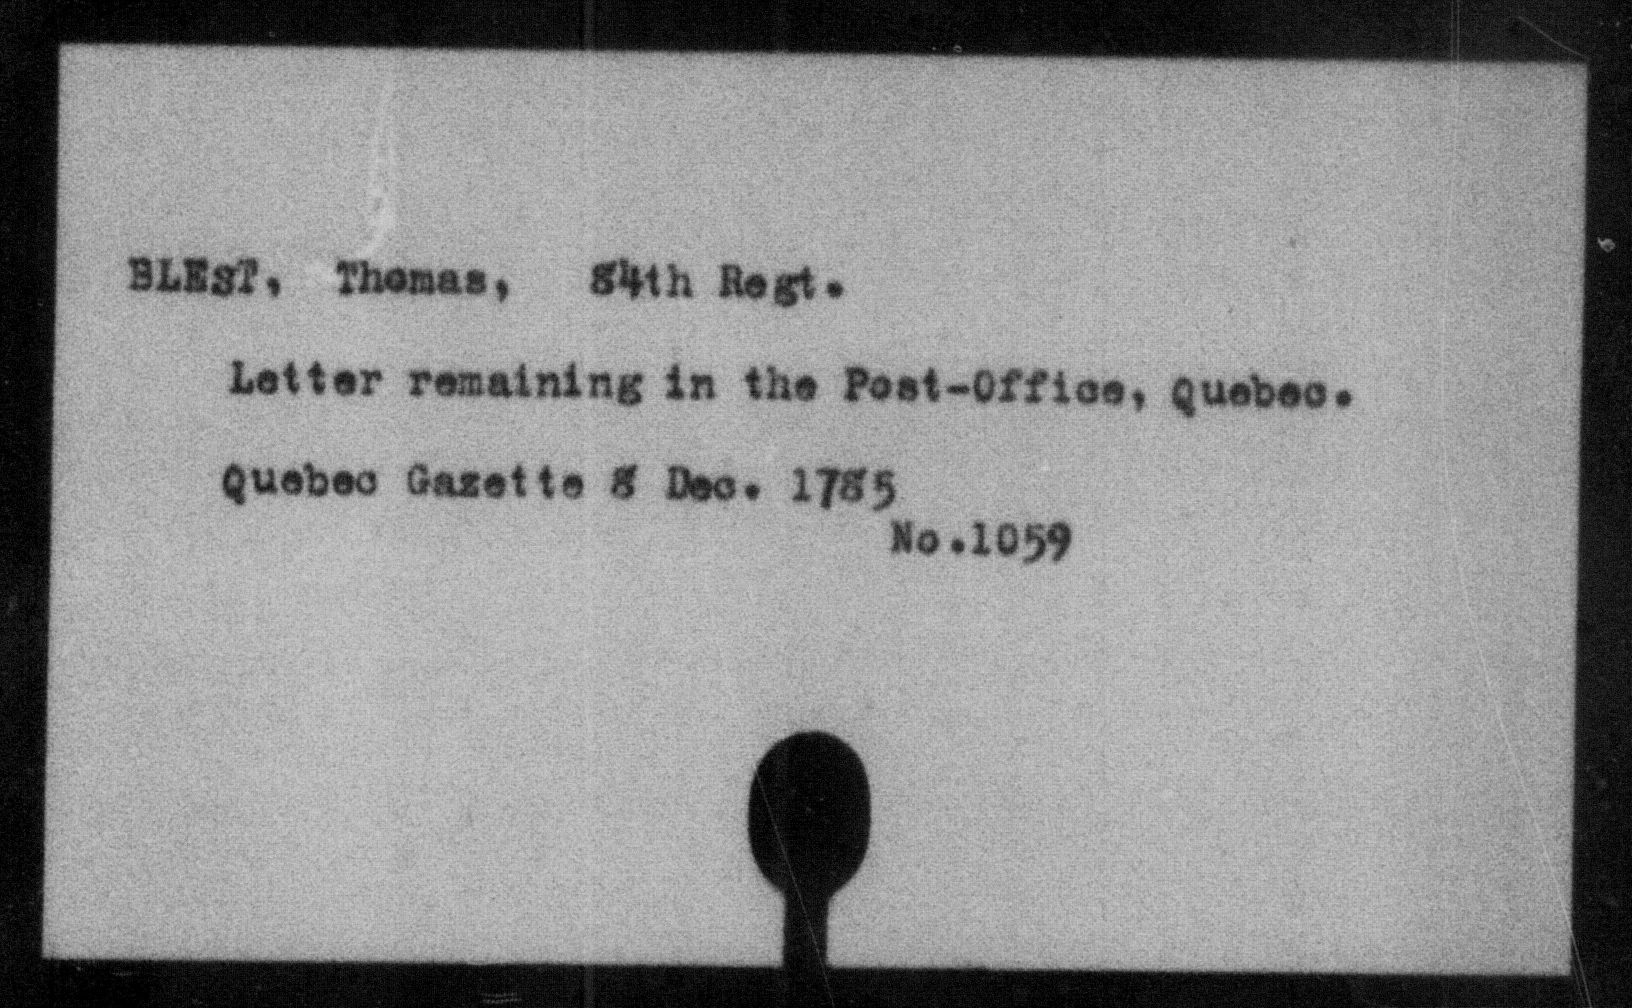 BLEST, Thomas, 84th Regt.
Letter remaining in the Post-Office, Quebec.
Quebec Gazette 8 Dec. 1785
No.1059